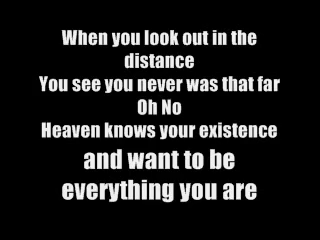 When you look out in the
distance
You see you never was that far
Oh No
Heaven knows your existence
and want to be
everything you are